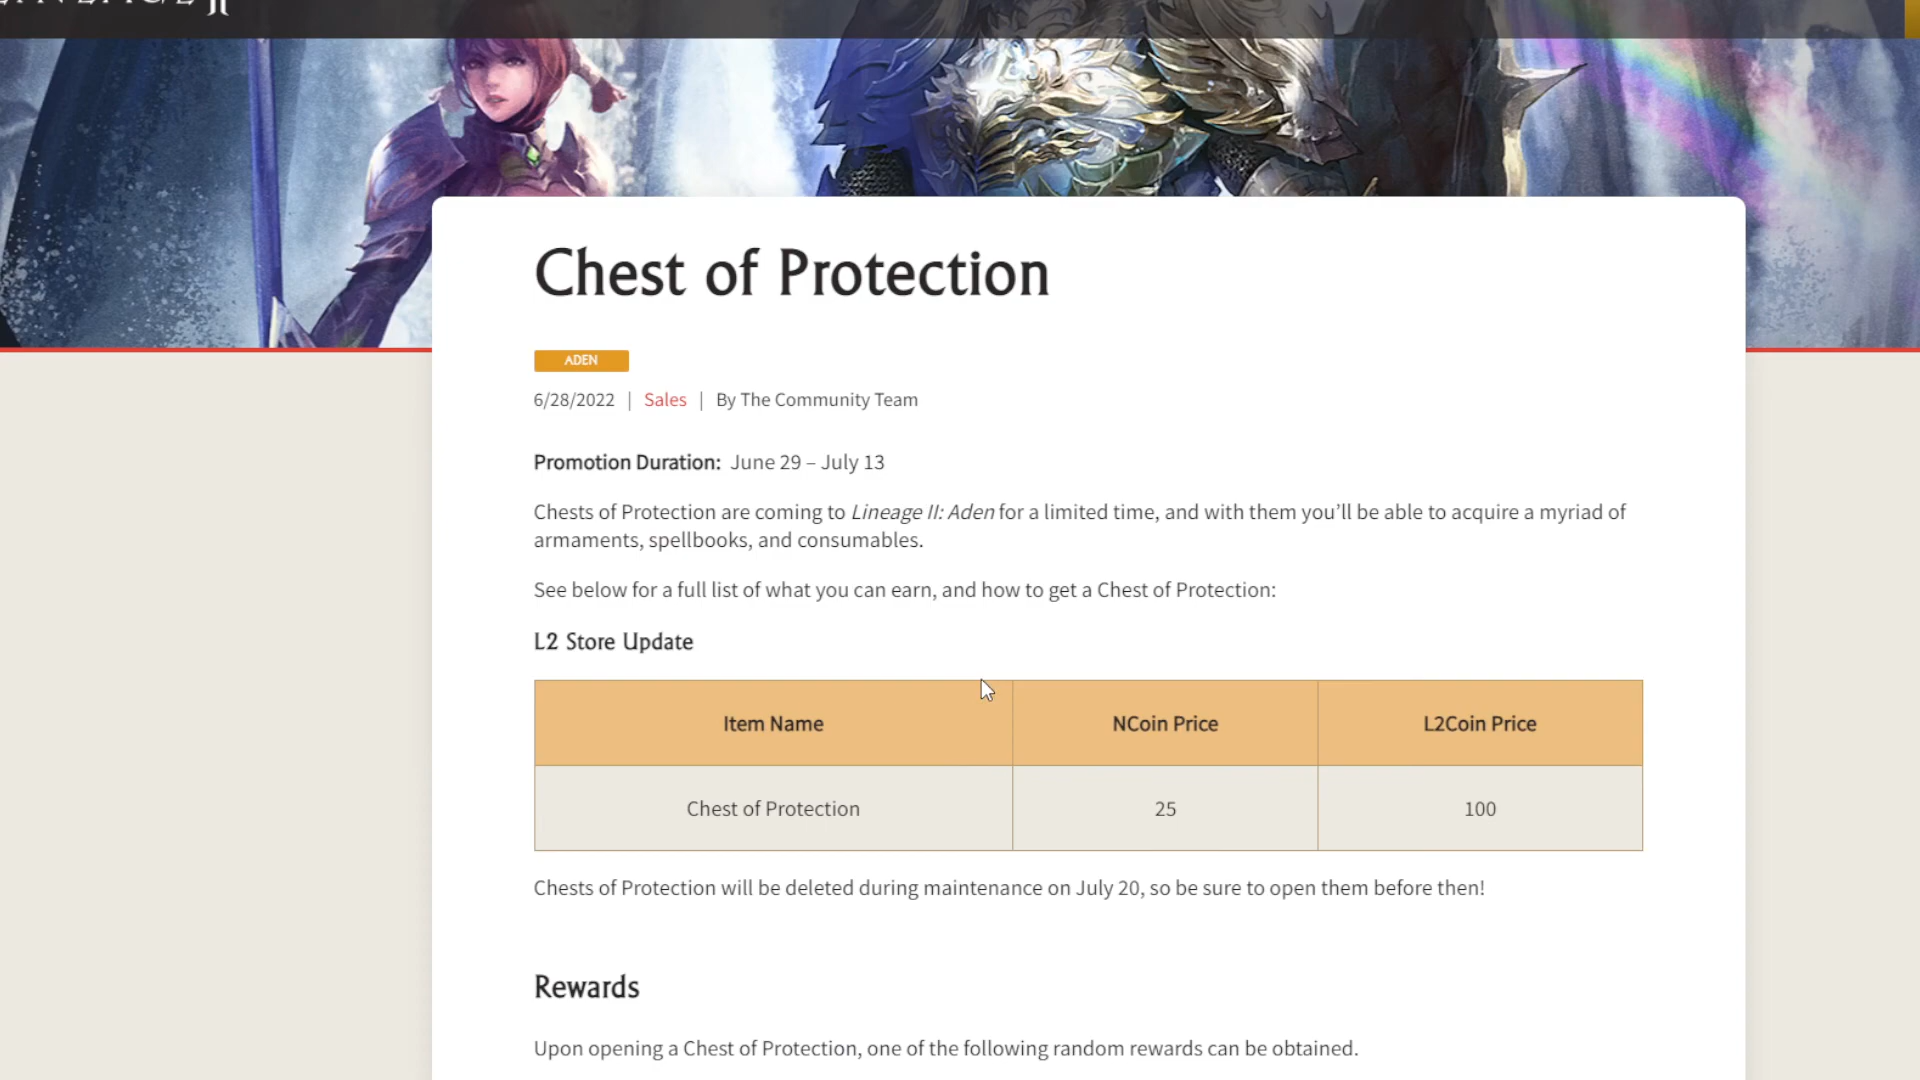 Chest of Protection
ADEN
6/28/2022 | Sales | By The Community Team
Promotion Duration: June 29 – July 13
Chests of Protection are coming to Lineage II: Aden for a limited time, and with them you’ll be able to acquire a myriad of
armaments, spellbooks, and consumables.
See below for a full list of what you can earn, and how to get a Chest of Protection:
L2 Store Update
Item Name NCoin Price L2Coin Price
Chest of Protection 25 100
Chests of Protection will be deleted during maintenance on July 20, so be sure to open them before then!
Rewards
Upon opening a Chest of Protection, one of the following random rewards can be obtained.